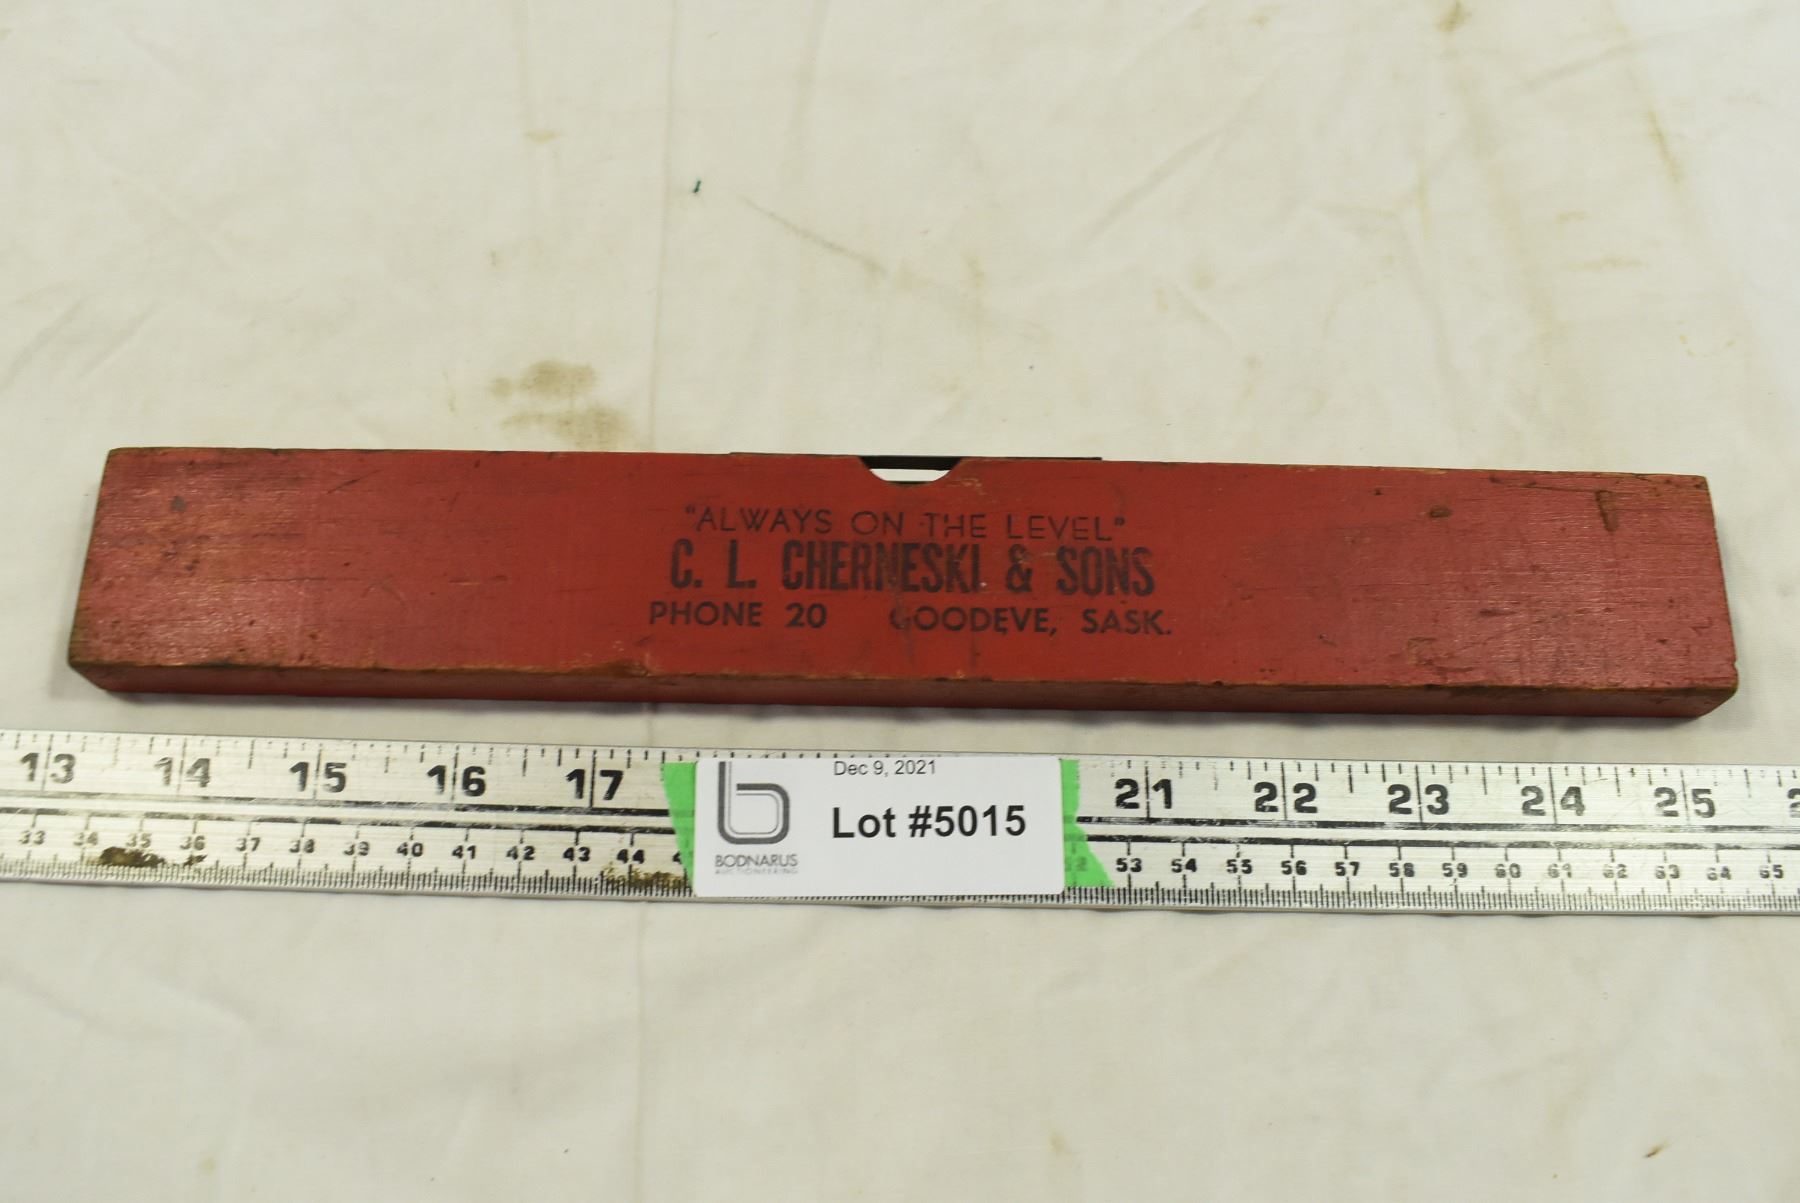 "ALWAYS ON THE LEVEL"
C. L. CHERNESKI & SONS
PHONE 20 GOODEVE, SASK.
13 14 15 16 17 21 22 23 24 25
33 34 35 36 37 38 39 40 41 42 43 44 53 54 55 56 57 58 59 60 61 62 63 64 65
Dec 9, 2021
Lot #5015
BODNARUS
AUCTIONEERING